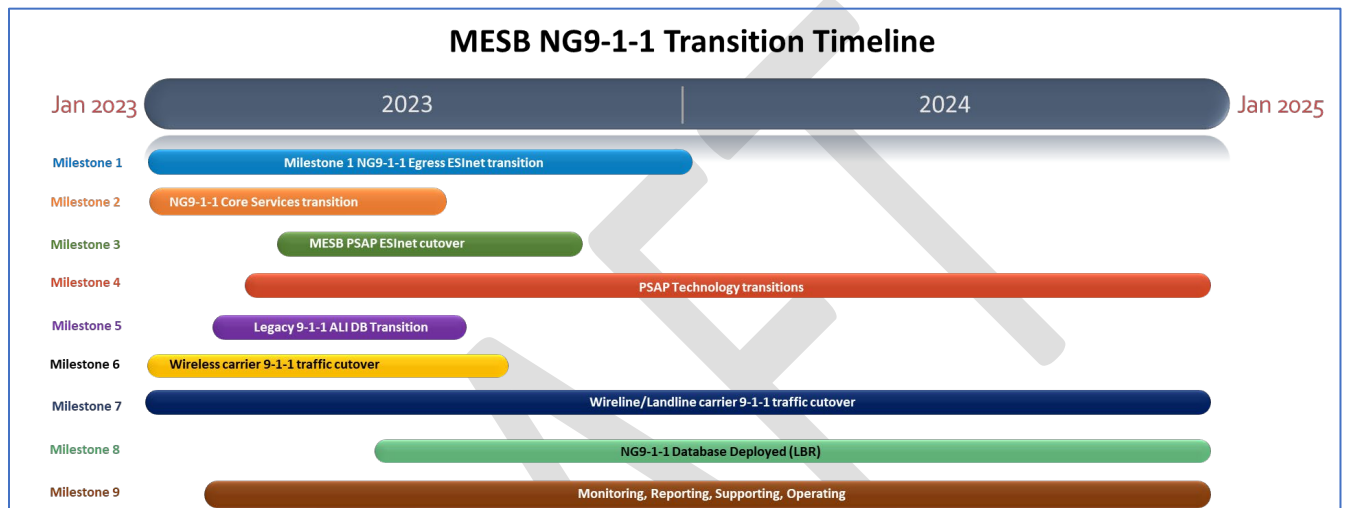 MESB NG9-1-1 Transition Timeline
Jan 2023 2023 2024 Jan 2025
Milestone 1 Milestone 1 NG9-1-1 Egress ESInet transition
Milestone 2 NG9-1-1 Core Services transition
Milestone 3 MESB PSAP ESInet cutover
Milestone 4 PSAP Technology transitions
Milestone 5 Legacy 9-1-1 ALI DB Transition
Milestone 6 Wireless carrier 9-1-1 traffic cutover
Milestone 7 Wireline/Landline carrier 9-1-1 traffic cutover
Milestone 8 NG9-1-1 Database Deployed (LBR)
Milestone 9 Monitoring, Reporting, Supporting, Operating